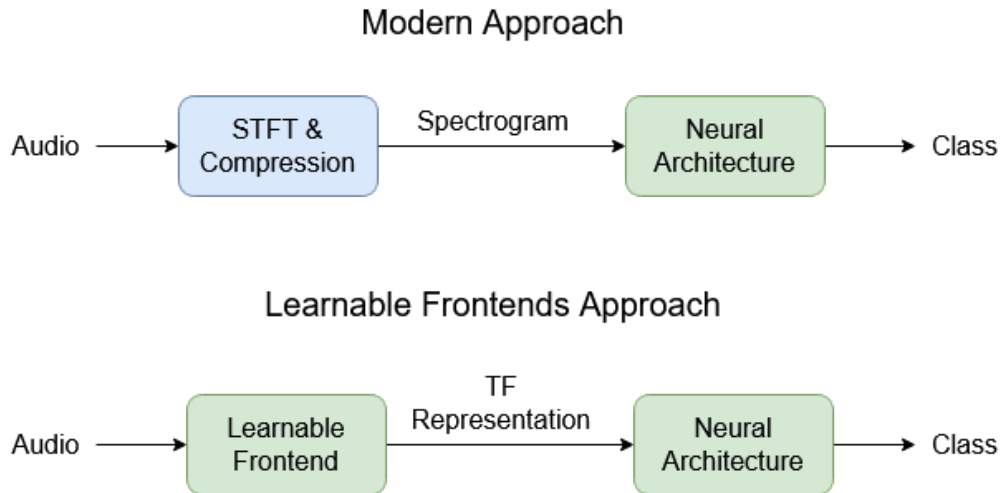 Modern Approach
Audio
STFT &
Compression
Spectrogram
Neural
Architecture
Class
Learnable Frontends Approach
Audio
Learnable
Frontend
TF
Representation
Neural
Architecture
Class